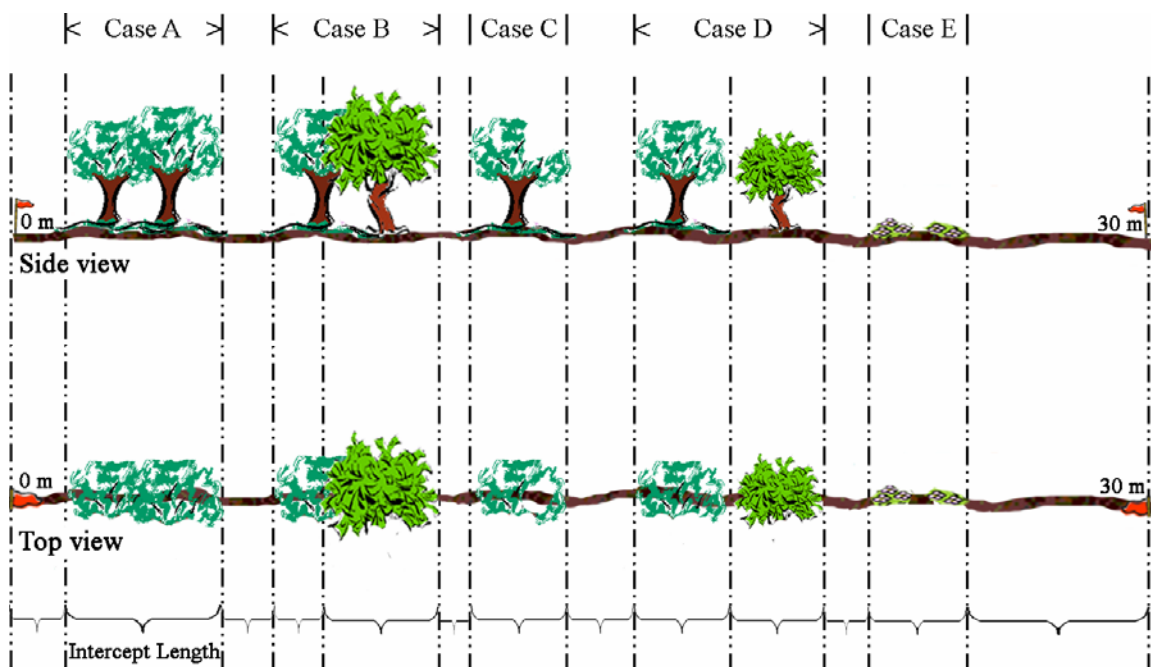 Case A
Case B
Case C
Case D
Case E
0 m
30 m
Side view
0 m
30 m
Top view
Intercept Length